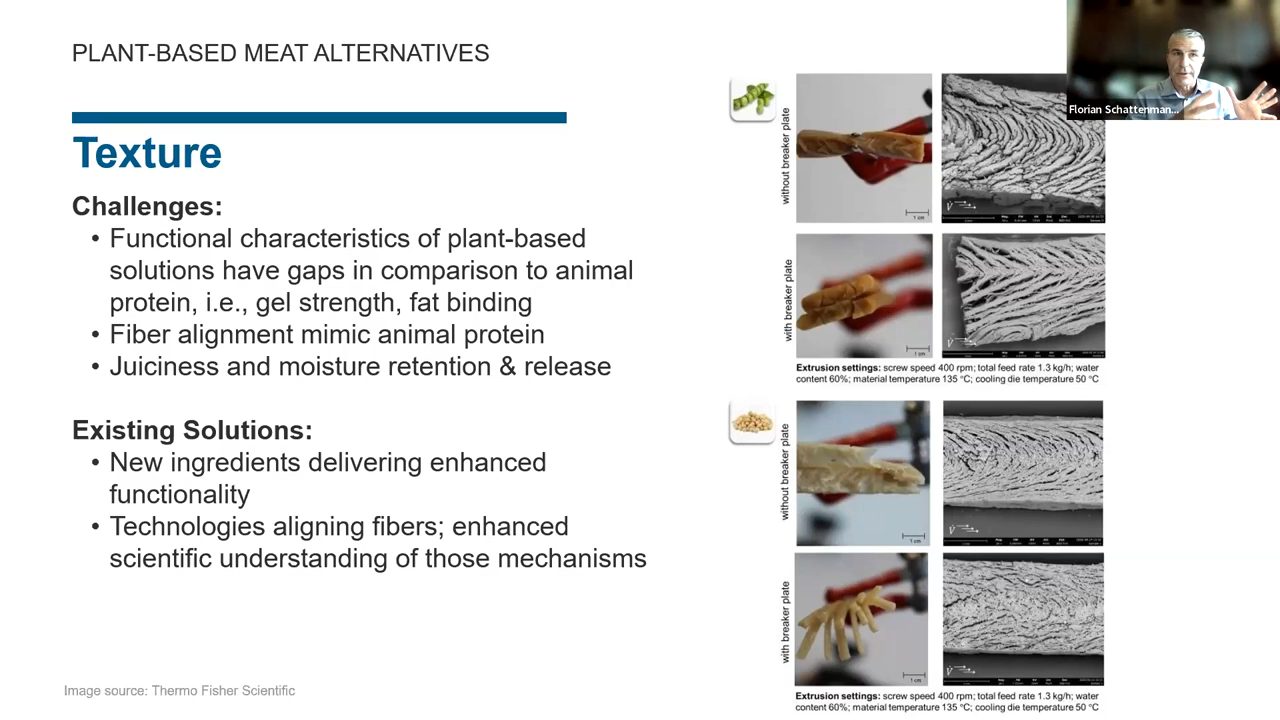 PLANT-BASED MEAT ALTERNATIVES
Texture
Challenges:
• Functional characteristics of plant-based
solutions have gaps in comparison to animal
protein, i.e., gel strength, fat binding
• Fiber alignment mimic animal protein
• Juiciness and moisture retention & release
Existing Solutions:
• New ingredients delivering enhanced
functionality
• Technologies aligning fibers; enhanced
scientific understanding of those mechanisms
Image source: Thermo Fisher Scientific
Florian Schattenman...
without breaker plate
1 cm
with breaker plate
1 cm
Extrusion settings: screw speed 400 rpm; total feed rate 1.3 kg/h; water
content 60%; material temperature 135 °C; cooling die temperature 50 °C
without breaker plate
1 cm
with breaker plate
1 cm
Extrusion settings: screw speed 400 rpm; total feed rate 1.3 kg/h; water
content 60%; material temperature 135 °C; cooling die temperature 50 °C